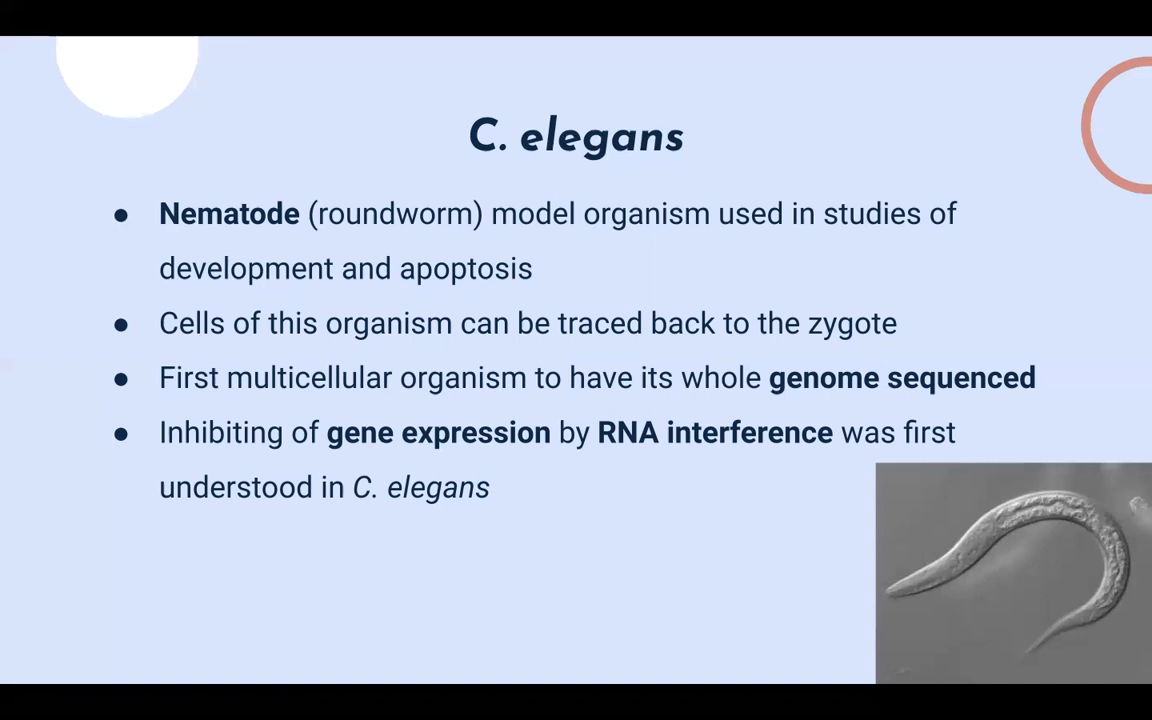 C. elegans
● Nematode (roundworm) model organism used in studies of
development and apoptosis
● Cells of this organism can be traced back to the zygote
● First multicellular organism to have its whole genome sequenced
● Inhibiting of gene expression by RNA interference was first
understood in C. elegans